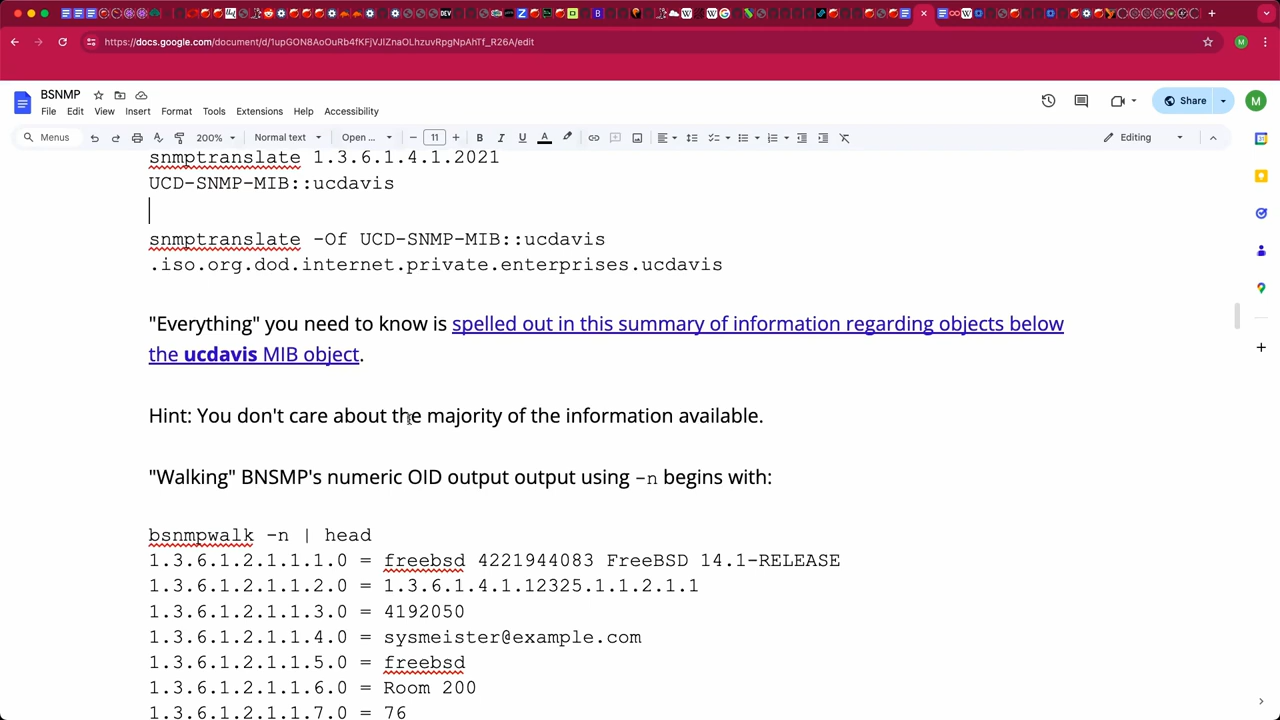 https://docs.google.com/document/d/1upGON8AoOuRb4fKFjVJIZnaOLhzuvRpgNpAhTf_R26A/edit
M
BSNMP
File Edit View Insert Format Tools Extensions Help Accessibility
Share
M
Menus
200%
Normal text
Open ...
11
B I U A
Editing
snmptranslate 1.3.6.1.4.1.2021
UCD-SNMP-MIB::ucdavis
snmptranslate -Of UCD-SNMP-MIB::ucdavis
.iso.org.dod.internet.private.enterprises.ucdavis
"Everything" you need to know is spelled out in this summary of information regarding objects below
the ucdavis MIB object.
Hint: You don't care about the majority of the information available.
"Walking" BNSMP's numeric OID output output using -n begins with:
bsnmpwalk -n | head
1.3.6.1.2.1.1.1.0 = freebsd 4221944083 FreeBSD 14.1-RELEASE
1.3.6.1.2.1.1.2.0 = 1.3.6.1.4.1.12325.1.1.2.1.1
1.3.6.1.2.1.1.3.0 = 4192050
1.3.6.1.2.1.1.4.0 = sysmeister@example.com
1.3.6.1.2.1.1.5.0 = freebsd
1.3.6.1.2.1.1.6.0 = Room 200
1.3.6.1.2.1.1.7.0 = 76